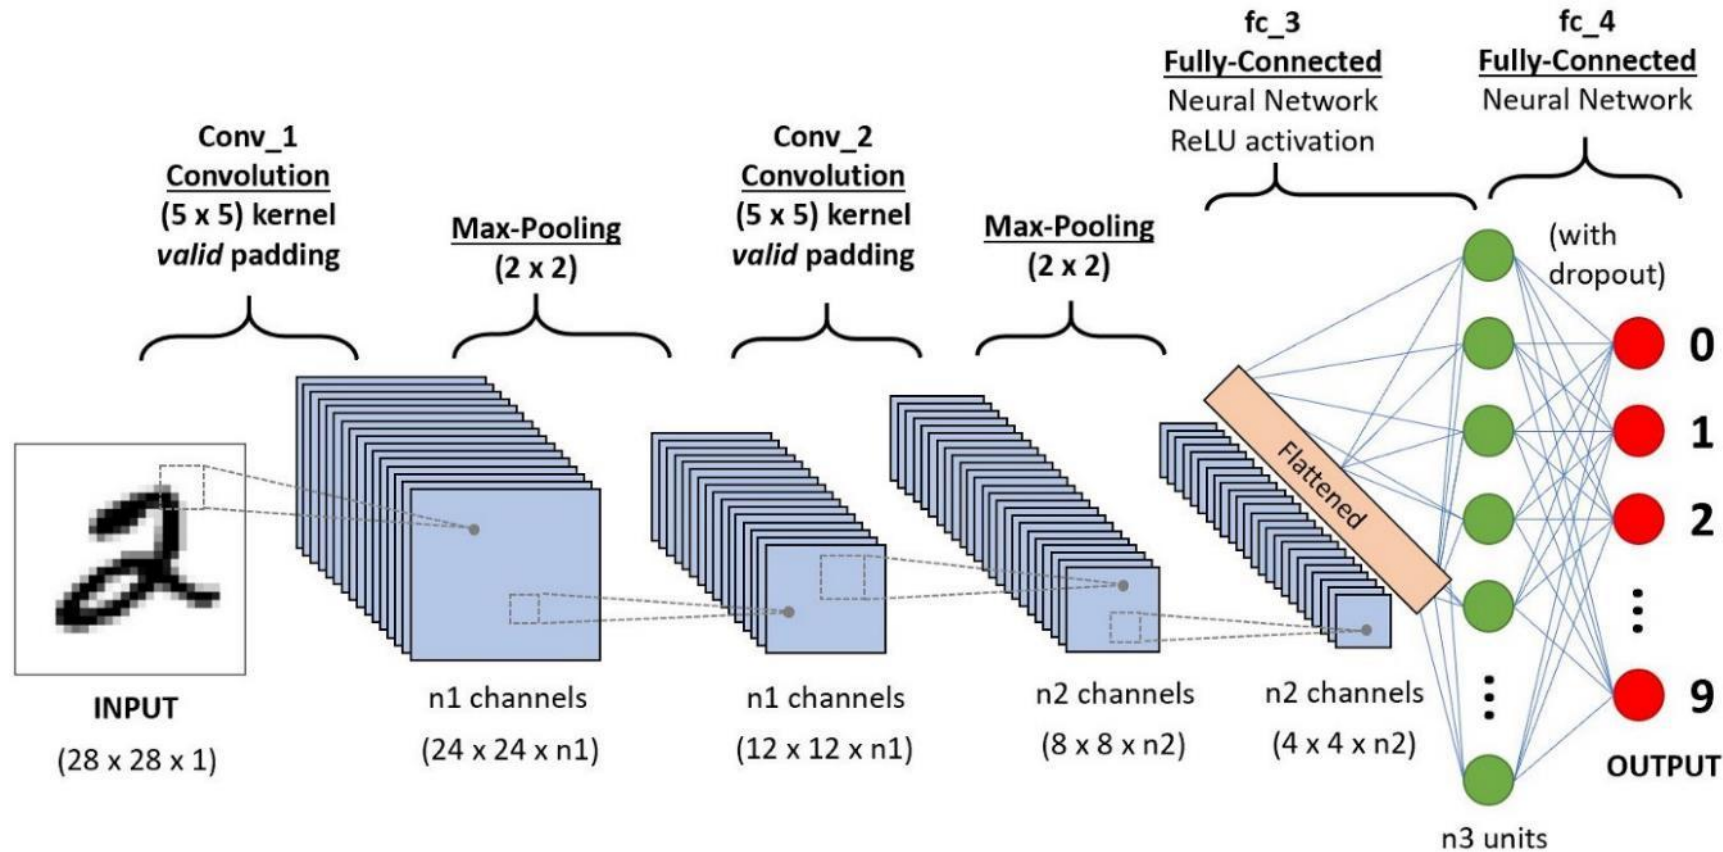 Conv_1
Convolution
(5 x 5) kernel
valid padding
Max-Pooling
(2 x 2)
Conv_2
Convolution
(5 x 5) kernel
valid padding
Max-Pooling
(2 x 2)
fc_3
Fully-Connected
Neural Network
ReLU activation
fc_4
Fully-Connected
Neural Network
(with
dropout)
Flattened
0
1
2
9
OUTPUT
INPUT
(28 x 28 x 1)
n1 channels
(24 x 24 x n1)
n1 channels
(12 x 12 x n1)
n2 channels
(8 x 8 x n2)
n2 channels
(4 x 4 x n2)
n3 units
2